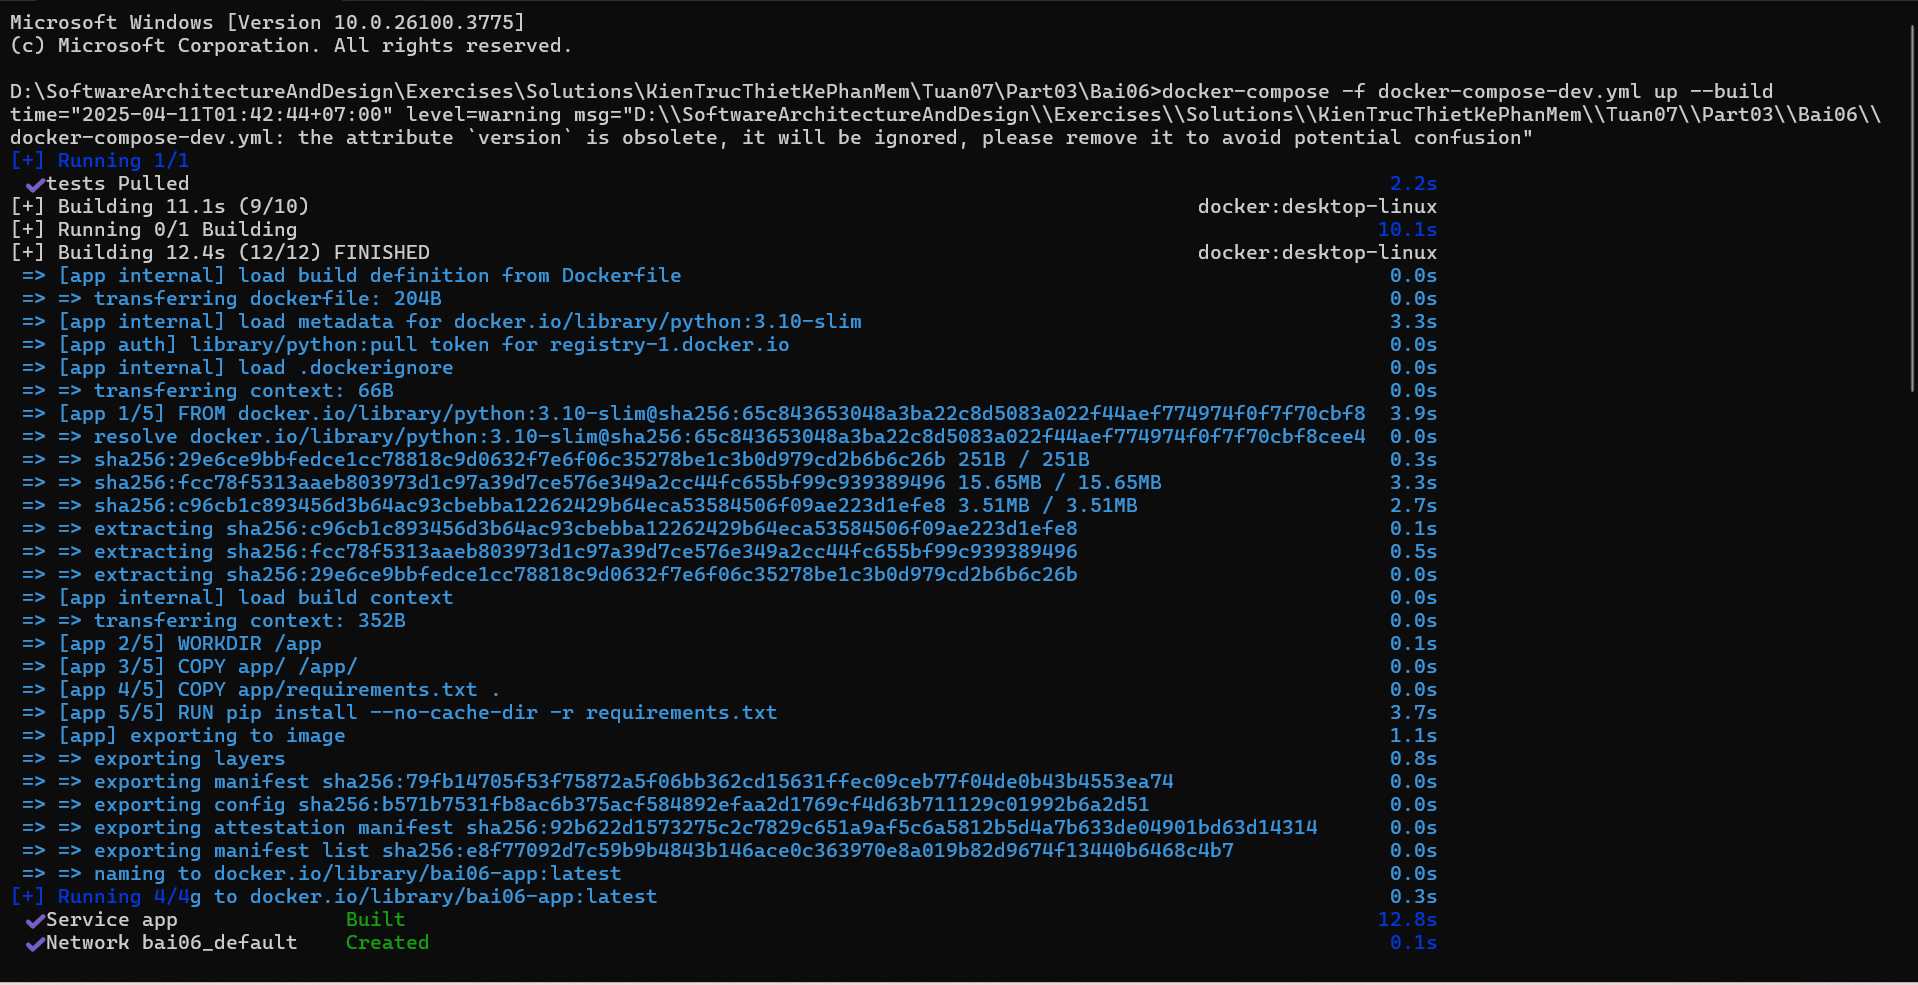 Microsoft Windows [Version 10.0.26100.3775]
(c) Microsoft Corporation. All rights reserved.
D:\SoftwareArchitectureAndDesign\Exercises\Solutions\KienTrucThietKePhanMem\Tuan07\Part03\Bai06>docker-compose -f docker-compose-dev.yml up --build
time="2025-04-11T01:42:44+07:00" level=warning msg="D:\\SoftwareArchitectureAndDesign\\Exercises\\Solutions\\KienTrucThietKePhanMem\\Tuan07\\Part03\\Bai06\\
docker-compose-dev.yml: the attribute `version` is obsolete, it will be ignored, please remove it to avoid potential confusion"
[+] Running 1/1
✔tests Pulled 2.2s
[+] Building 11.1s (9/10) docker:desktop-linux
[+] Running 0/1 Building 10.1s
[+] Building 12.4s (12/12) FINISHED docker:desktop-linux
=> [app internal] load build definition from Dockerfile 0.0s
=> => transferring dockerfile: 204B 0.0s
=> [app internal] load metadata for docker.io/library/python:3.10-slim 3.3s
=> [app auth] library/python:pull token for registry-1.docker.io 0.0s
=> [app internal] load .dockerignore 0.0s
=> => transferring context: 66B 0.0s
=> [app 1/5] FROM docker.io/library/python:3.10-slim@sha256:65c843653048a3ba22c8d5083a022f44aef774974f0f7f70cbf8 3.9s
=> => resolve docker.io/library/python:3.10-slim@sha256:65c843653048a3ba22c8d5083a022f44aef774974f0f7f70cbf8cee4 0.0s
=> => sha256:29e6ce9bbfedce1cc78818c9d0632f7e6f06c35278be1c3b0d979cd2b6b6c26b 251B / 251B 0.3s
=> => sha256:fcc78f5313aaeb803973d1c97a39d7ce576e349a2cc44fc655bf99c939389496 15.65MB / 15.65MB 3.3s
=> => sha256:c96cb1c893456d3b64ac93cbebba12262429b64eca53584506f09ae223d1efe8 3.51MB / 3.51MB 2.7s
=> => extracting sha256:c96cb1c893456d3b64ac93cbebba12262429b64eca53584506f09ae223d1efe8 0.1s
=> => extracting sha256:fcc78f5313aaeb803973d1c97a39d7ce576e349a2cc44fc655bf99c939389496 0.5s
=> => extracting sha256:29e6ce9bbfedce1cc78818c9d0632f7e6f06c35278be1c3b0d979cd2b6b6c26b 0.0s
=> [app internal] load build context 0.0s
=> => transferring context: 352B 0.0s
=> [app 2/5] WORKDIR /app 0.1s
=> [app 3/5] COPY app/ /app/ 0.0s
=> [app 4/5] COPY app/requirements.txt . 0.0s
=> [app 5/5] RUN pip install --no-cache-dir -r requirements.txt 3.7s
=> [app] exporting to image 1.1s
=> => exporting layers 0.8s
=> => exporting manifest sha256:79fb14705f53f75872a5f06bb362cd15631ffec09ceb77f04de0b43b4553ea74 0.0s
=> => exporting config sha256:b571b7531fb8ac6b375acf584892efaa2d1769cf4d63b711129c01992b6a2d51 0.0s
=> => exporting attestation manifest sha256:92b622d1573275c2c7829c651a9af5c6a5812b5d4a7b633de04901bd63d14314 0.0s
=> => exporting manifest list sha256:e8f77092d7c59b9b4843b146ace0c363970e8a019b82d9674f13440b6468c4b7 0.0s
=> => naming to docker.io/library/bai06-app:latest 0.0s
[+] Running 4/4g to docker.io/library/bai06-app:latest 0.3s
✔Service app Built 12.8s
✔Network bai06_default Created 0.1s